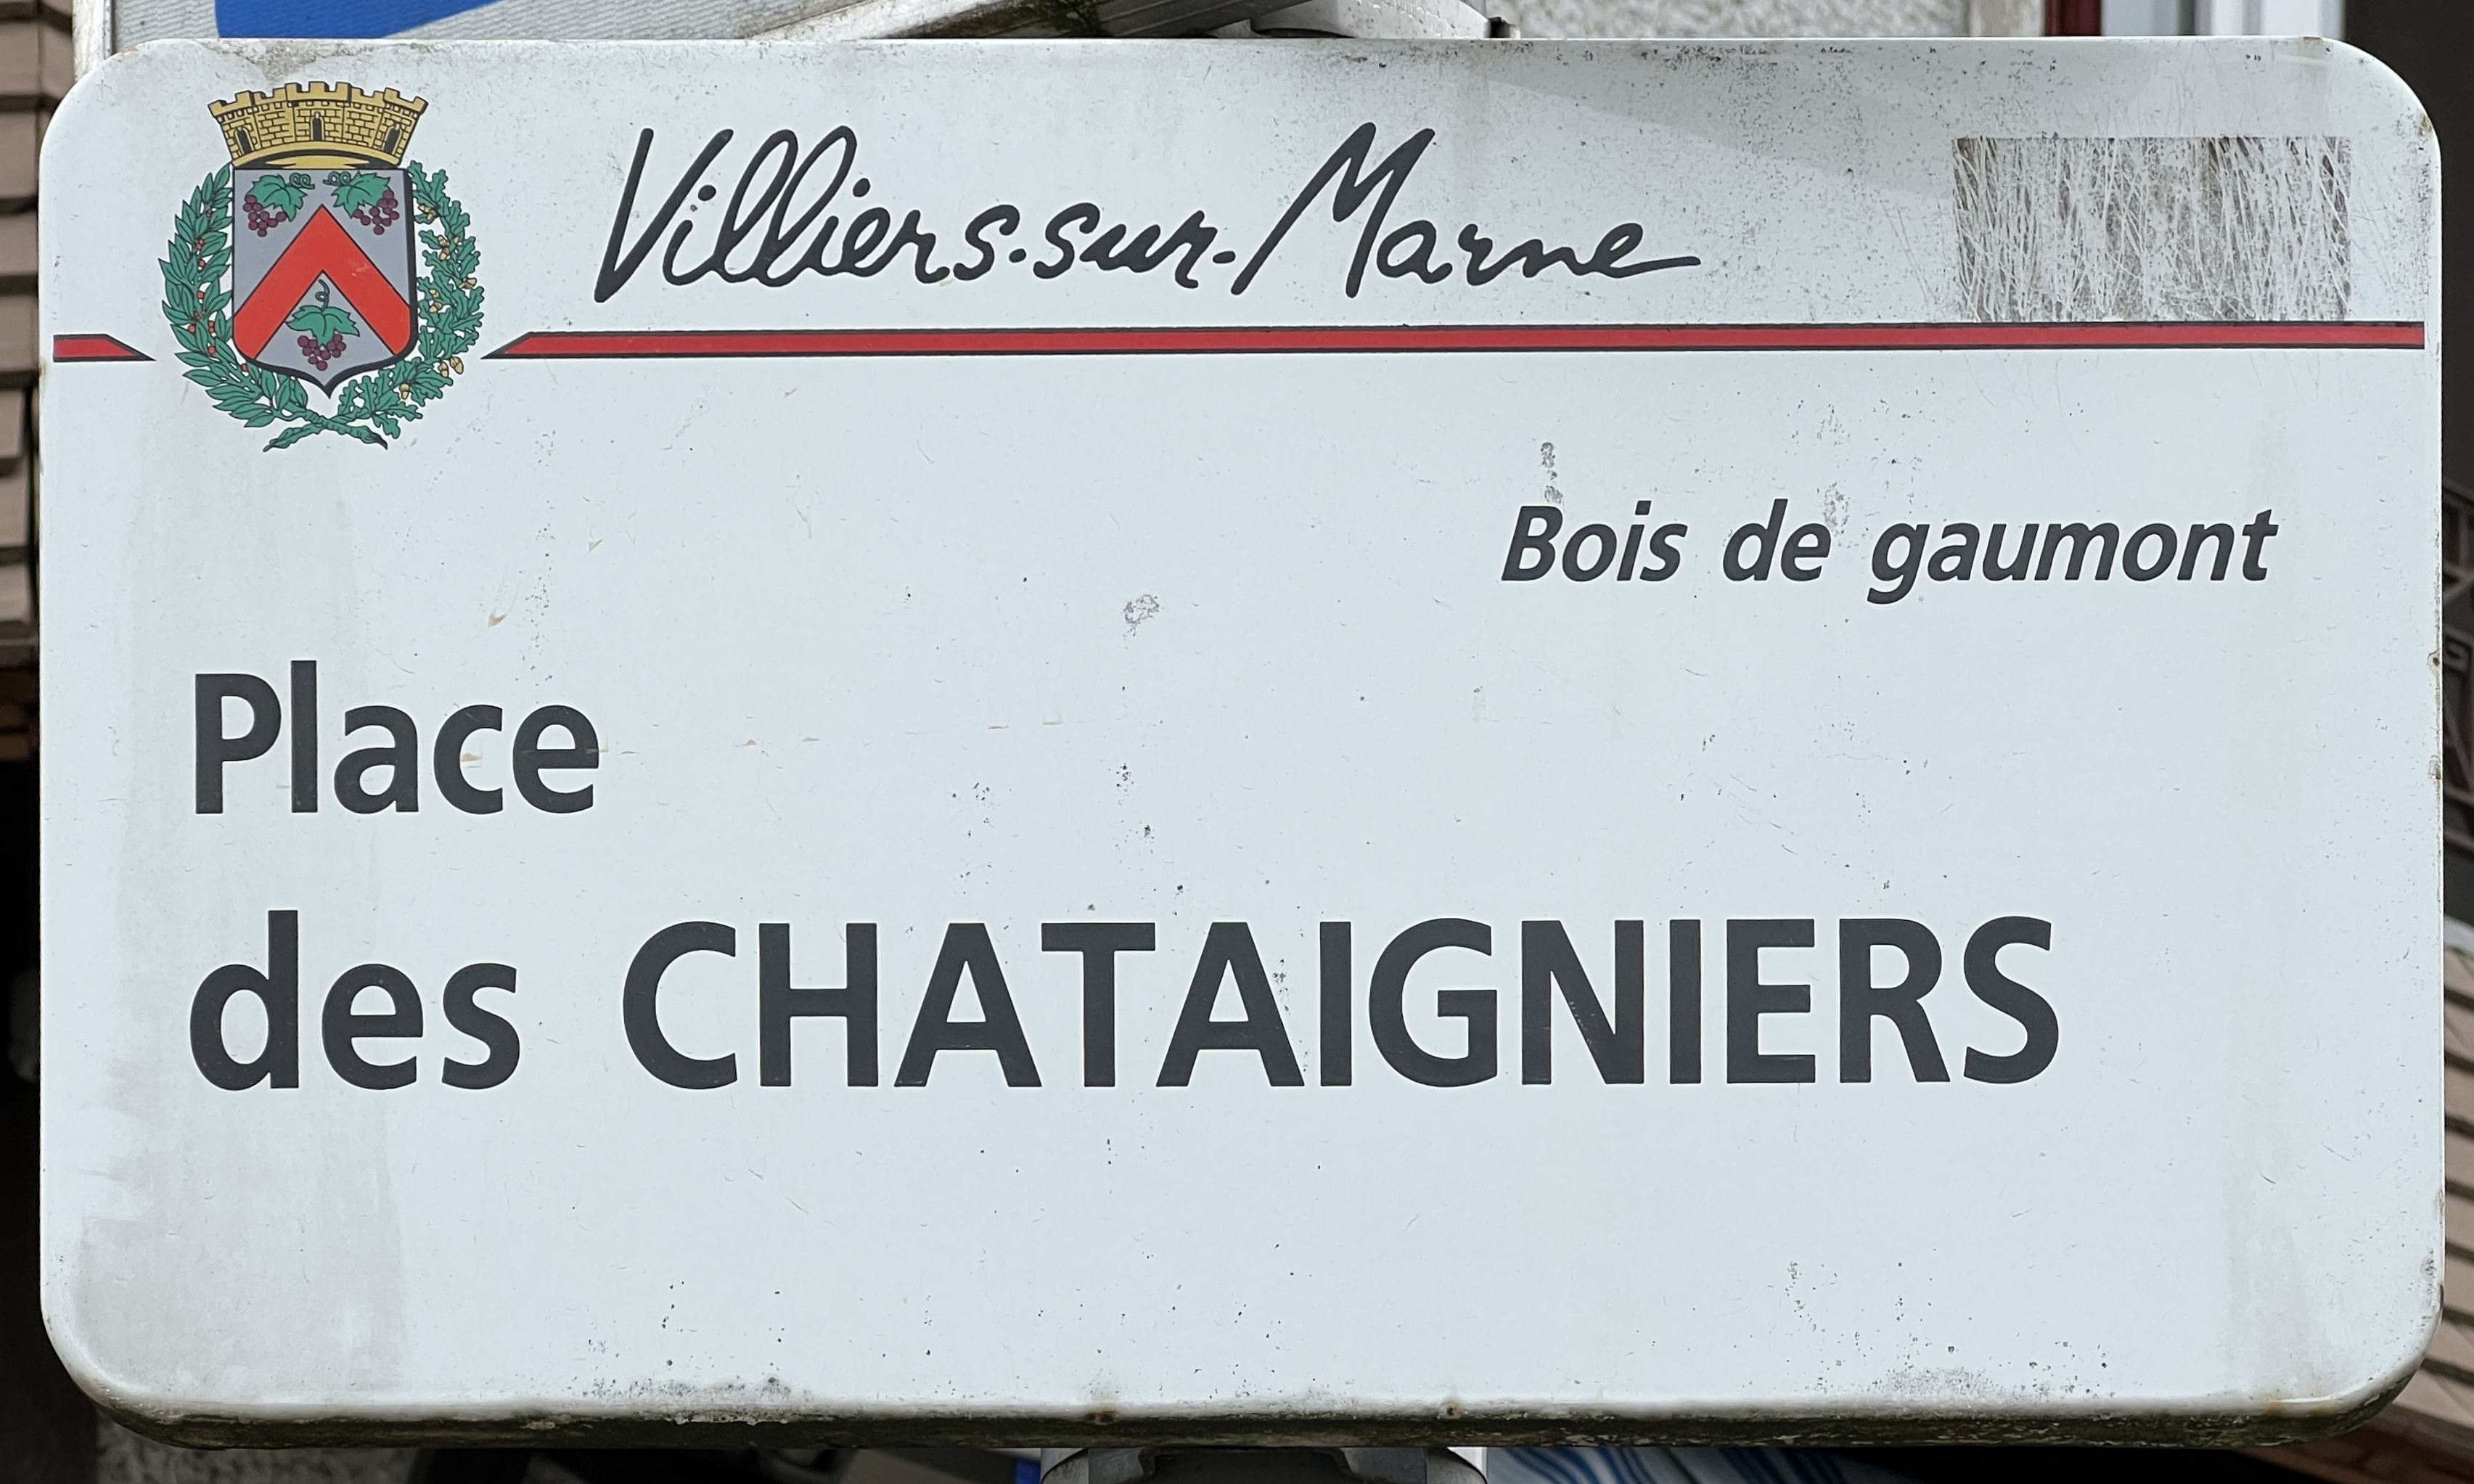 Villiers-sur-Marne
Bois de gaumont
Place
des CHATAIGNIERS